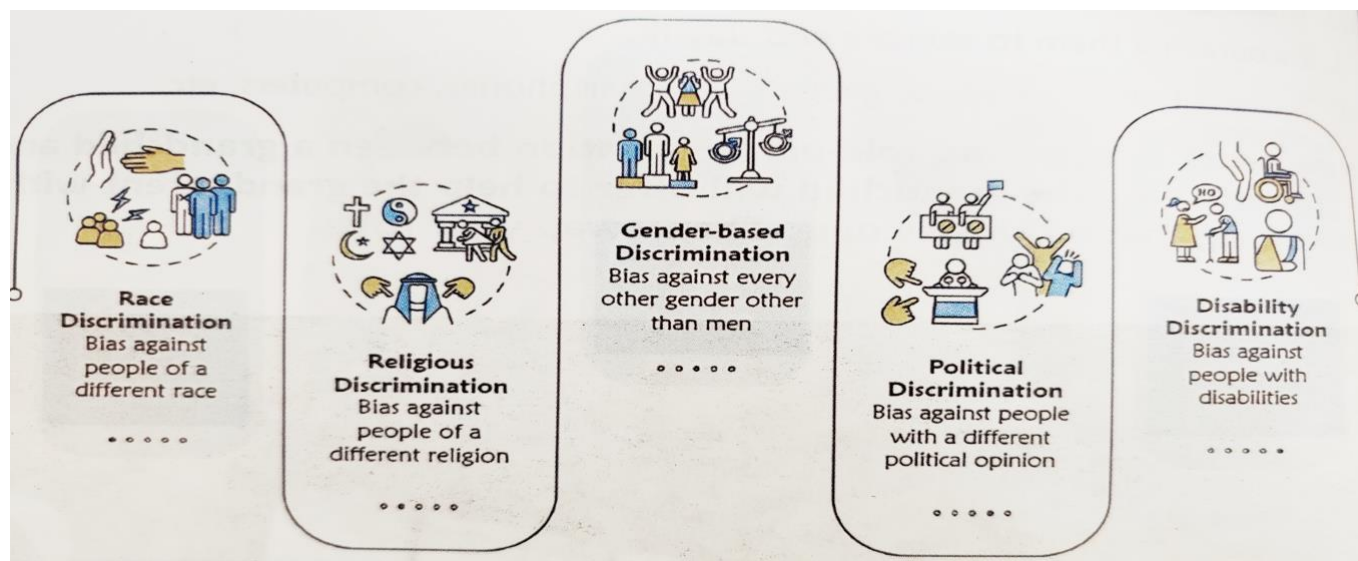 Race
Discrimination
Bias against
people of a
different race
Religious
Discrimination
Bias against
people of a
different religion
Gender-based
Discrimination
Bias against every
other gender other
than men
Political
Discrimination
Bias against people
with a different
political opinion
NO
Disability
Discrimination
Bias against
people with
disabilities